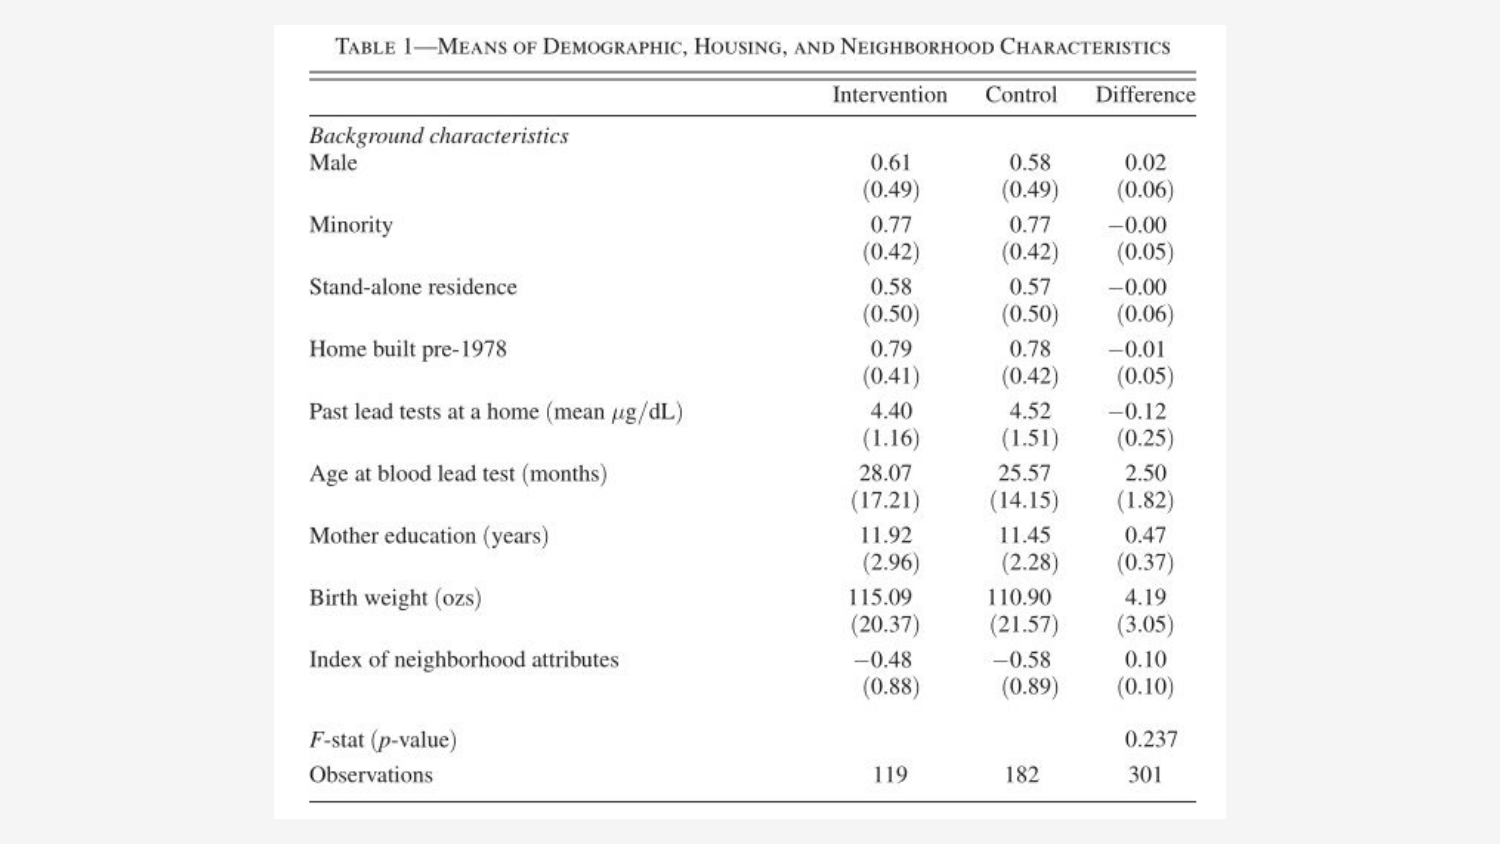 TABLE 1—MEANS OF DEMOGRAPHIC, HOUSING, AND NEIGHBORHOOD CHARACTERISTICS
Intervention Control Difference
Background characteristics
Male 0.61 0.58 0.02
(0.49) (0.49) (0.06)
Minority 0.77 0.77 −0.00
(0.42) (0.42) (0.05)
Stand-alone residence 0.58 0.57 −0.00
(0.50) (0.50) (0.06)
Home built pre-1978 0.79 0.78 −0.01
(0.41) (0.42) (0.05)
Past lead tests at a home (mean μg/dL) 4.40 4.52 −0.12
(1.16) (1.51) (0.25)
Age at blood lead test (months) 28.07 25.57 2.50
(17.21) (14.15) (1.82)
Mother education (years) 11.92 11.45 0.47
(2.96) (2.28) (0.37)
Birth weight (ozs) 115.09 110.90 4.19
(20.37) (21.57) (3.05)
Index of neighborhood attributes −0.48 −0.58 0.10
(0.88) (0.89) (0.10)
F-stat (p-value) 0.237
Observations 119 182 301